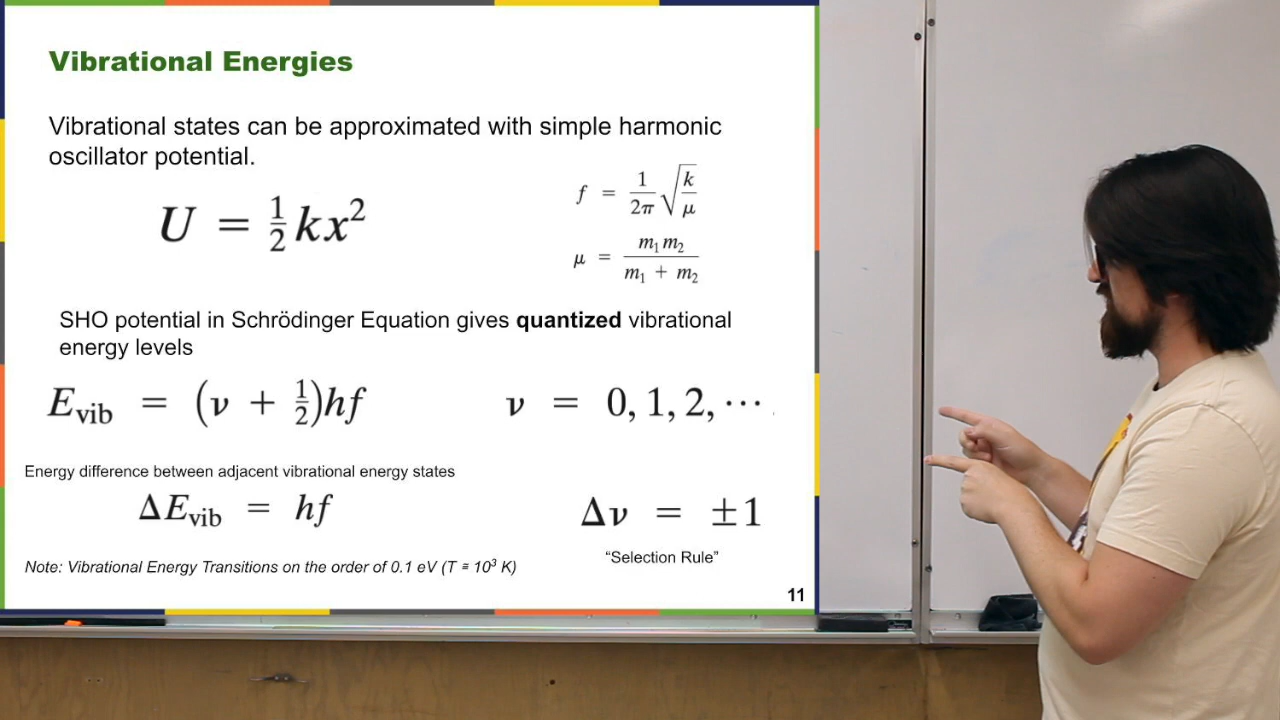 Vibrational Energies
Vibrational states can be approximated with simple harmonic
oscillator potential.
U = ½kx²
f = 1/2π √k/μ
μ = m₁m₂/m₁ + m₂
SHO potential in Schrödinger Equation gives quantized vibrational
energy levels
E_vib = (ν + ½)hf
ν = 0, 1, 2, ⋯
Energy difference between adjacent vibrational energy states
ΔE_vib = hf
Δν = ±1
Note: Vibrational Energy Transitions on the order of 0.1 eV (T ≅ 10³ K)
“Selection Rule”
11